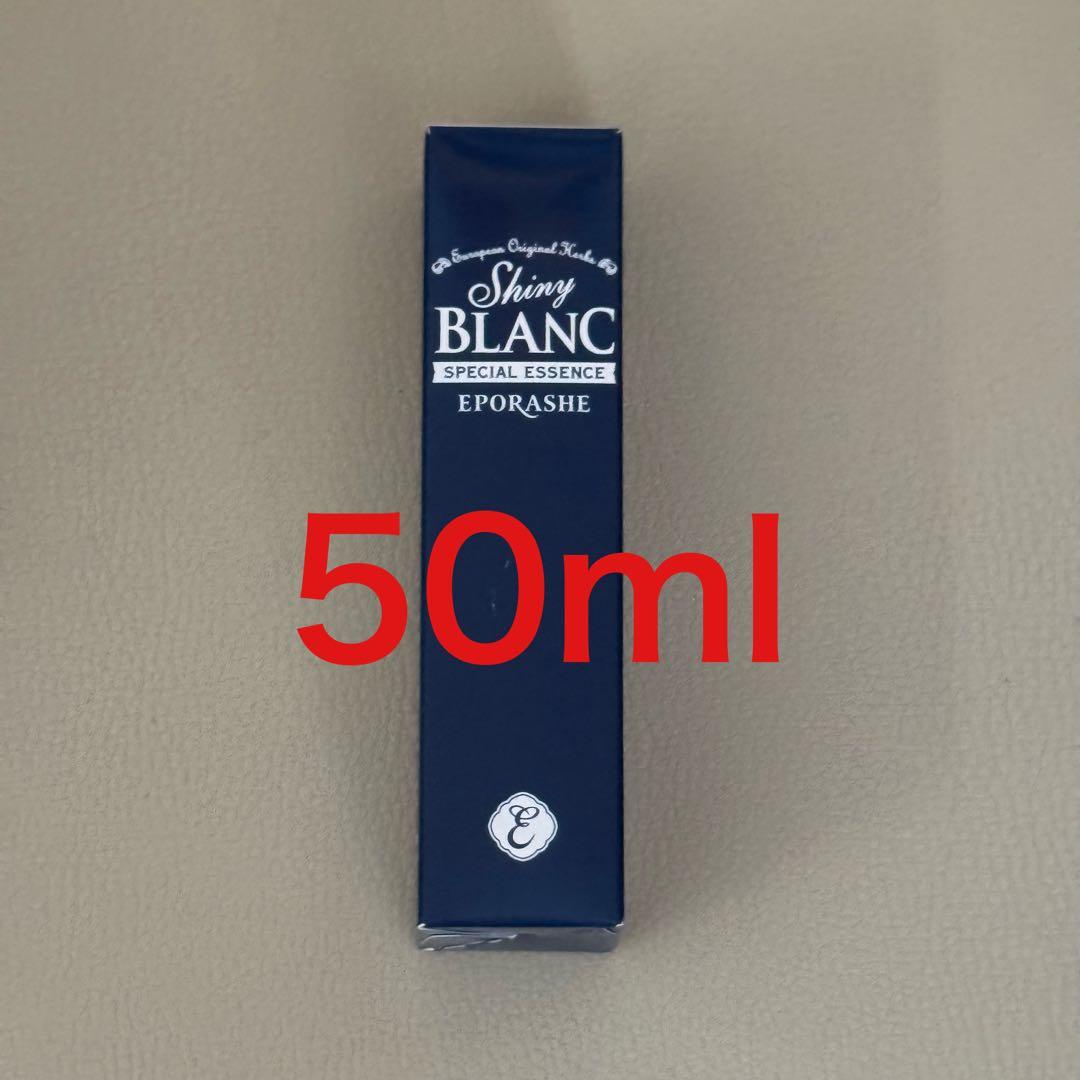 European Original Herbs
Shiny
BLANC
SPECIAL ESSENCE
EPORASHE
50ml
E